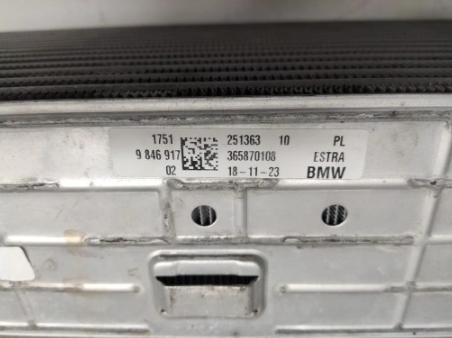 1751 251363 10 PL
9 846 917 365870108 ESTRA
02 18-11-23 BMW